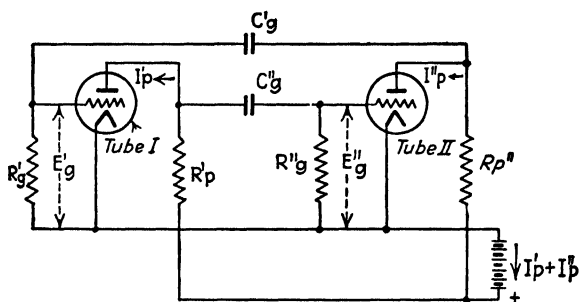 C'g
I'p
C"g
I"p
Tube I
Tube II
R'g
E'g
R'p
R"g
E"g
Rp"
I'p+I"p
+